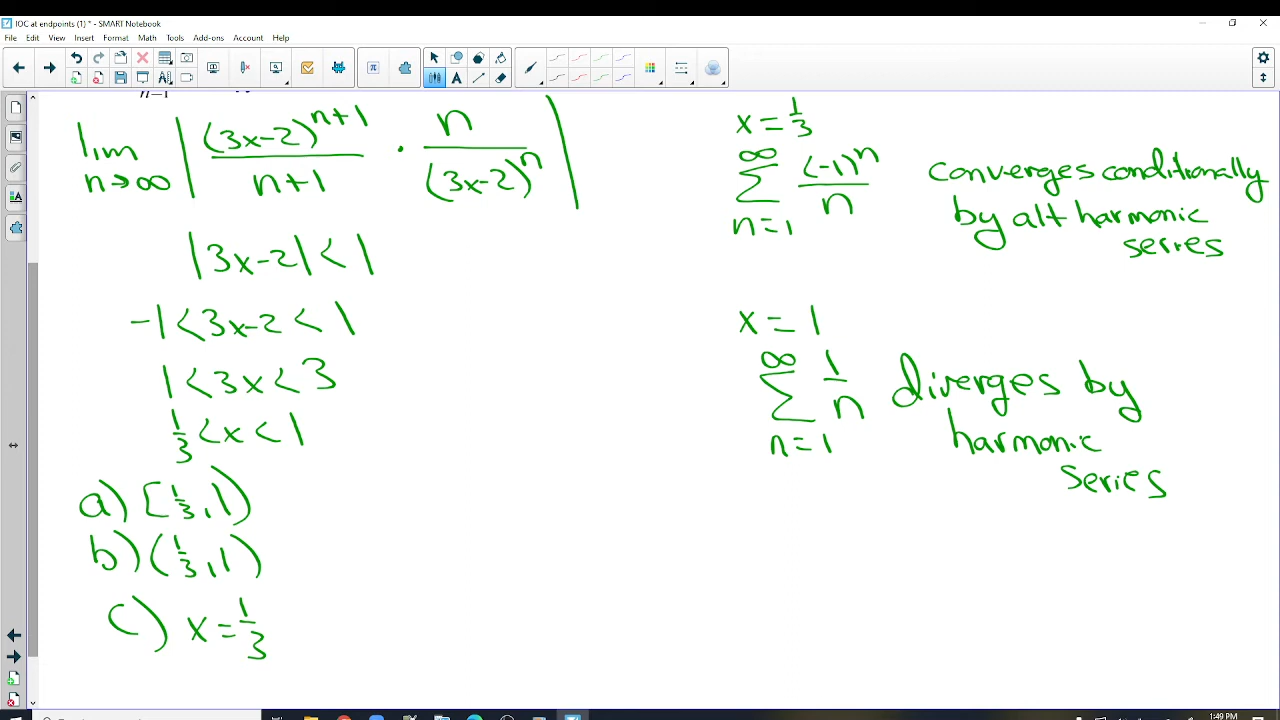 IOC at endpoints (1) * - SMART Notebook
File Edit View Insert Format Math Tools Add-ons Account Help
n=1
lim n→∞ | (3x-2)^(n+1) / (n+1) · n / (3x-2)^n |
|3x-2| < 1
-1 < 3x-2 < 1
1 < 3x < 3
1/3 < x < 1
a) [1/3, 1)
b) (1/3, 1)
c) x = 1/3
x = 1/3
∞ Σ n=1 (-1)^n / n converges conditionally
by alt harmonic
series
x = 1
∞ Σ n=1 1/n diverges by
harmonic
series
1:49 PM